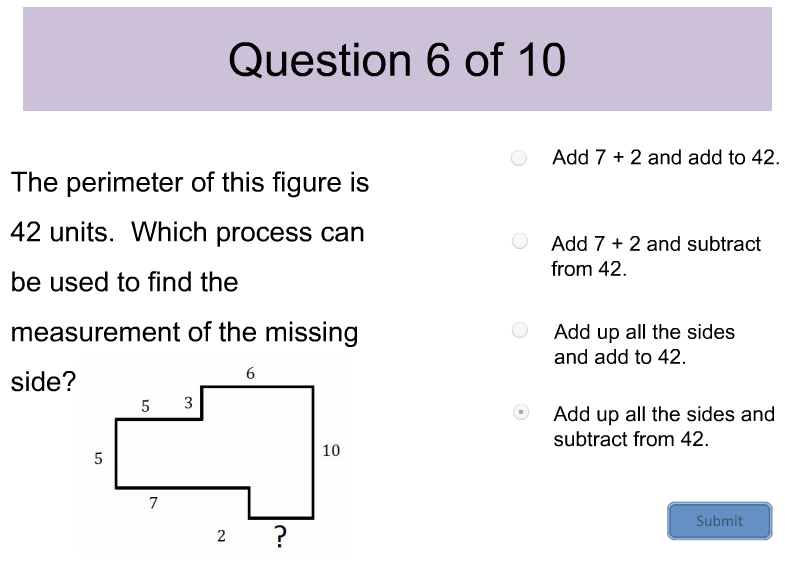 Question 6 of 10
The perimeter of this figure is
42 units.  Which process can
be used to find the
measurement of the missing
side?
6
5
3
5
10
7
2
?
Add 7 + 2 and add to 42.
Add 7 + 2 and subtract
from 42.
Add up all the sides
and add to 42.
Add up all the sides and
subtract from 42.
Submit